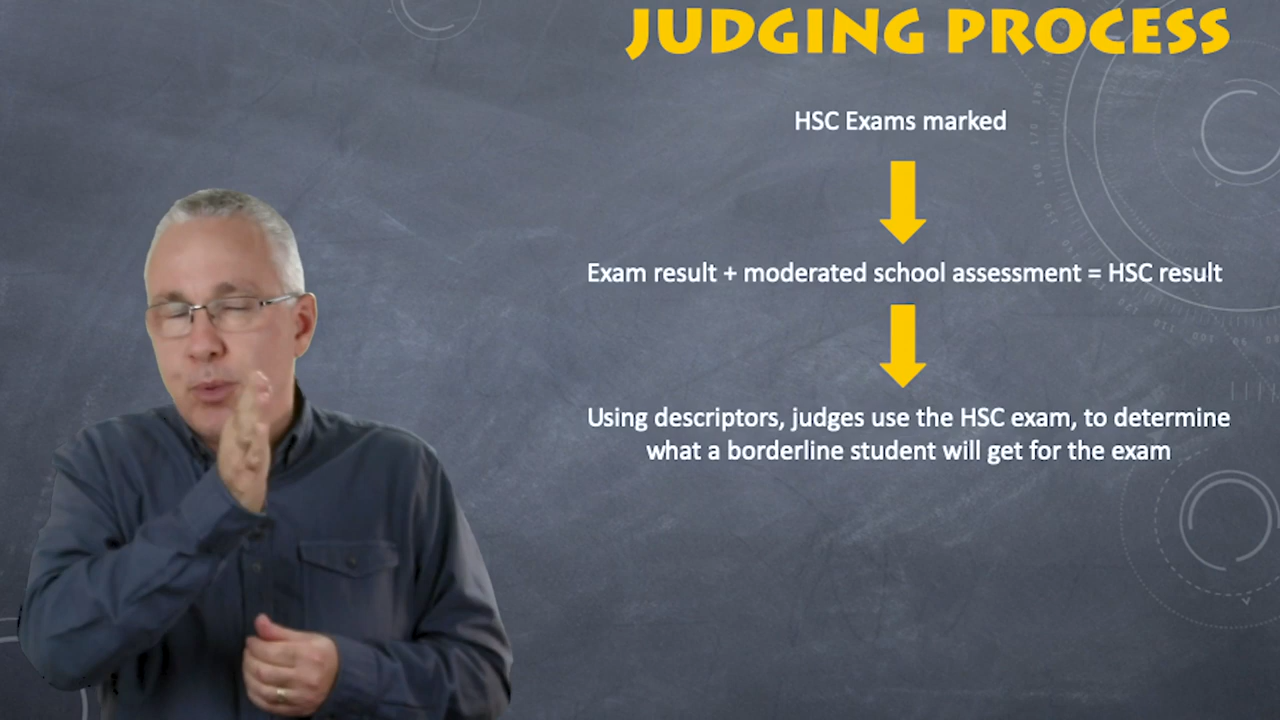 JUDGING PROCESS
HSC Exams marked
Exam result + moderated school assessment = HSC result
Using descriptors, judges use the HSC exam, to determine
what a borderline student will get for the exam